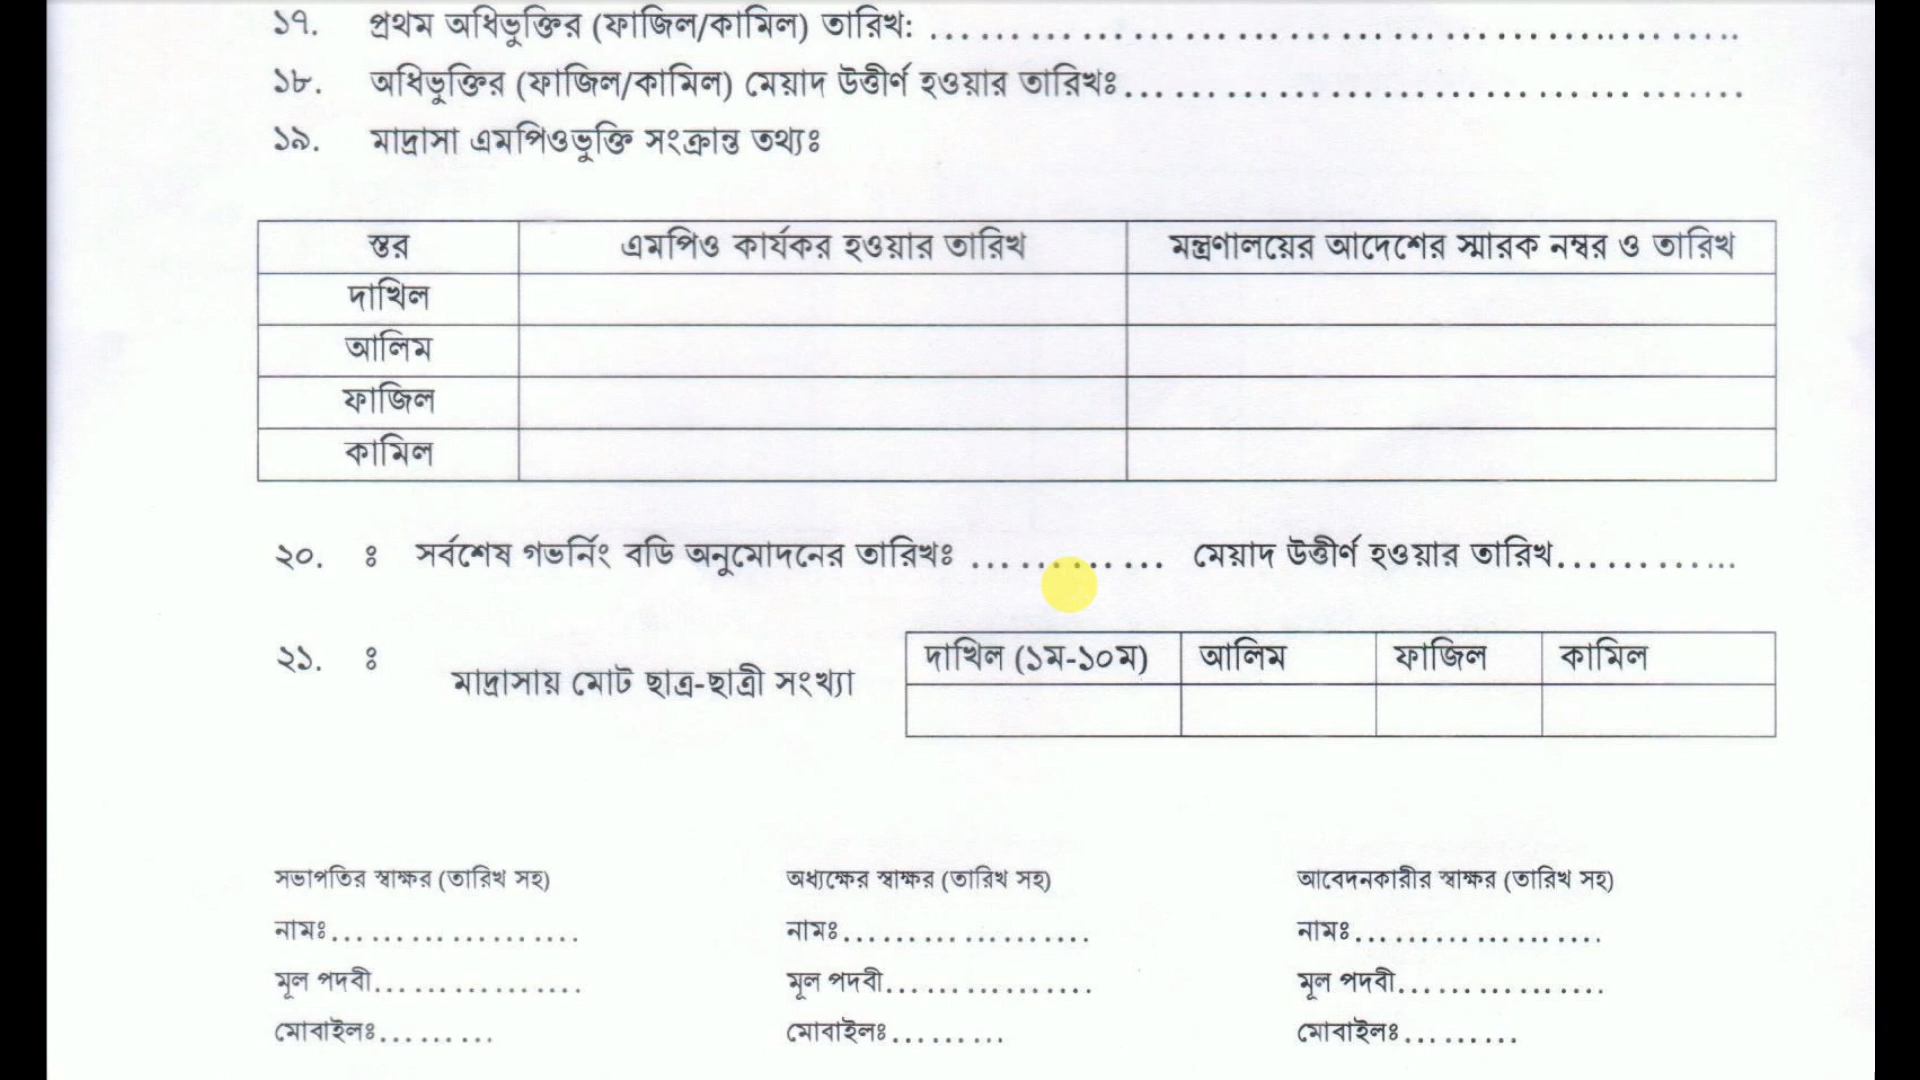 ১৭. প্রথম অধিভুক্তির (ফাজিল/কামিল) তারিখ: ……………………………………………
১৮. অধিভুক্তির (ফাজিল/কামিল) মেয়াদ উত্তীর্ণ হওয়ার তারিখঃ…………………………………
১৯. মাদ্রাসা এমপিওভুক্তি সংক্রান্ত তথ্যঃ
স্তর এমপিও কার্যকর হওয়ার তারিখ মন্ত্রণালয়ের আদেশের স্মারক নম্বর ও তারিখ
দাখিল
আলিম
ফাজিল
কামিল
২০. ঃ সর্বশেষ গভর্নিং বডি অনুমোদনের তারিখঃ ………… মেয়াদ উত্তীর্ণ হওয়ার তারিখ…………
২১. ঃ মাদ্রাসায় মোট ছাত্র-ছাত্রী সংখ্যা দাখিল (১ম-১০ম) আলিম ফাজিল কামিল
সভাপতির স্বাক্ষর (তারিখ সহ) অধ্যক্ষের স্বাক্ষর (তারিখ সহ) আবেদনকারীর স্বাক্ষর (তারিখ সহ)
নামঃ………………… নামঃ………………… নামঃ…………………
মূল পদবী……………… মূল পদবী……………… মূল পদবী………………
মোবাইলঃ……… মোবাইলঃ……… মোবাইলঃ………